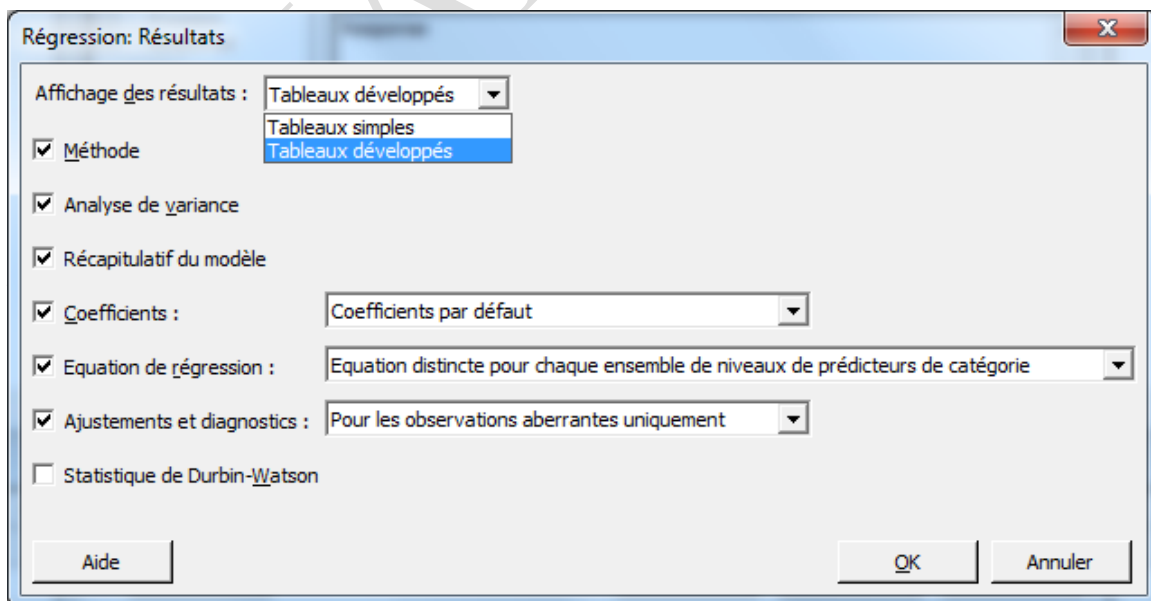 Régression: Résultats
Affichage des résultats : Tableaux développés
Tableaux simples
Tableaux développés
Méthode
Analyse de variance
Récapitulatif du modèle
Coefficients : Coefficients par défaut
Equation de régression : Equation distincte pour chaque ensemble de niveaux de prédicteurs de catégorie
Ajustements et diagnostics : Pour les observations aberrantes uniquement
Statistique de Durbin-Watson
Aide OK Annuler